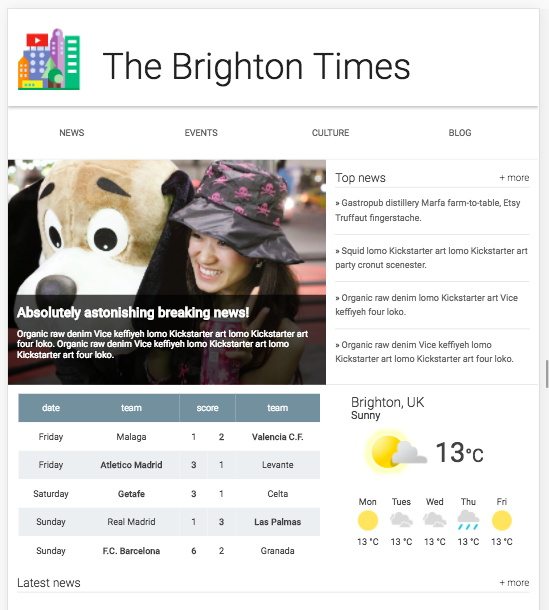 The Brighton Times
NEWS EVENTS CULTURE BLOG
Absolutely astonishing breaking news!
Organic raw denim Vice keffiyeh lomo Kickstarter art lomo Kickstarter art
four loko. Organic raw denim Vice keffiyeh lomo Kickstarter art lomo
Kickstarter art four loko.
Top news + more
» Gastropub distillery Marfa farm-to-table, Etsy
Truffaut fingerstache.
» Squid lomo Kickstarter art lomo Kickstarter art
party cronut scenester.
» Organic raw denim lomo Kickstarter art Vice
keffiyeh four loko.
» Organic raw denim Vice keffiyeh lomo
Kickstarter art lomo Kickstarter art four loko.
date team score team
Friday Malaga 1 2 Valencia C.F.
Friday Atletico Madrid 3 1 Levante
Saturday Getafe 3 1 Celta
Sunday Real Madrid 1 3 Las Palmas
Sunday F.C. Barcelona 6 2 Granada
Brighton, UK
Sunny
13°C
Mon Tues Wed Thu Fri
13 °C 13 °C 13 °C 13 °C 13 °C
Latest news + more